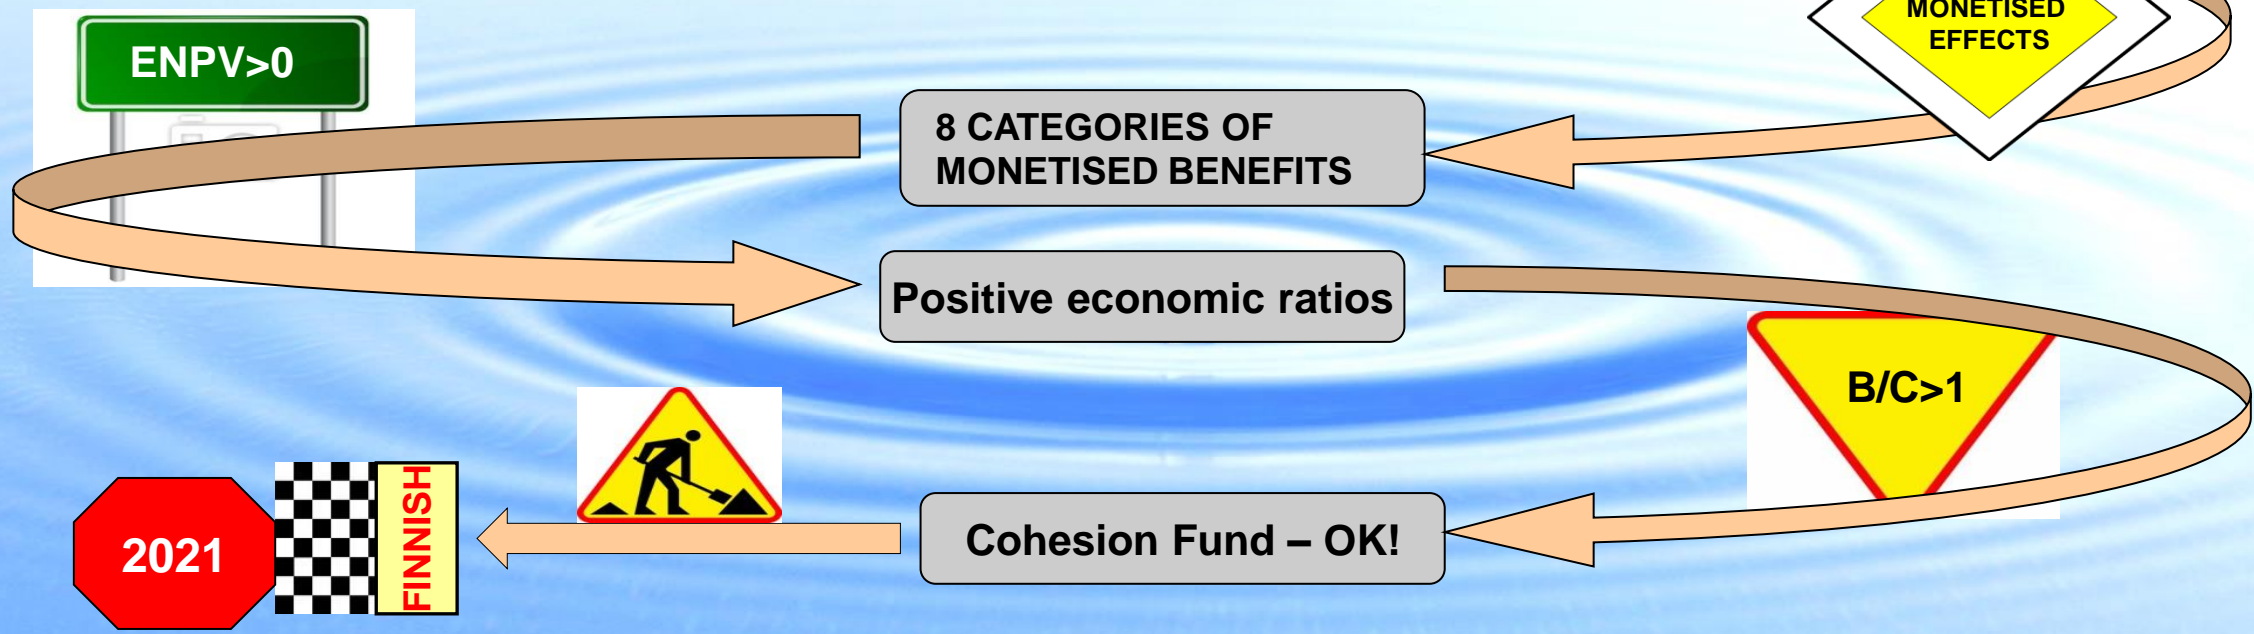 MONETISED
EFFECTS
ENPV>0
8 CATEGORIES OF
MONETISED BENEFITS
Positive economic ratios
B/C>1
Cohesion Fund – OK!
FINNISH
2021